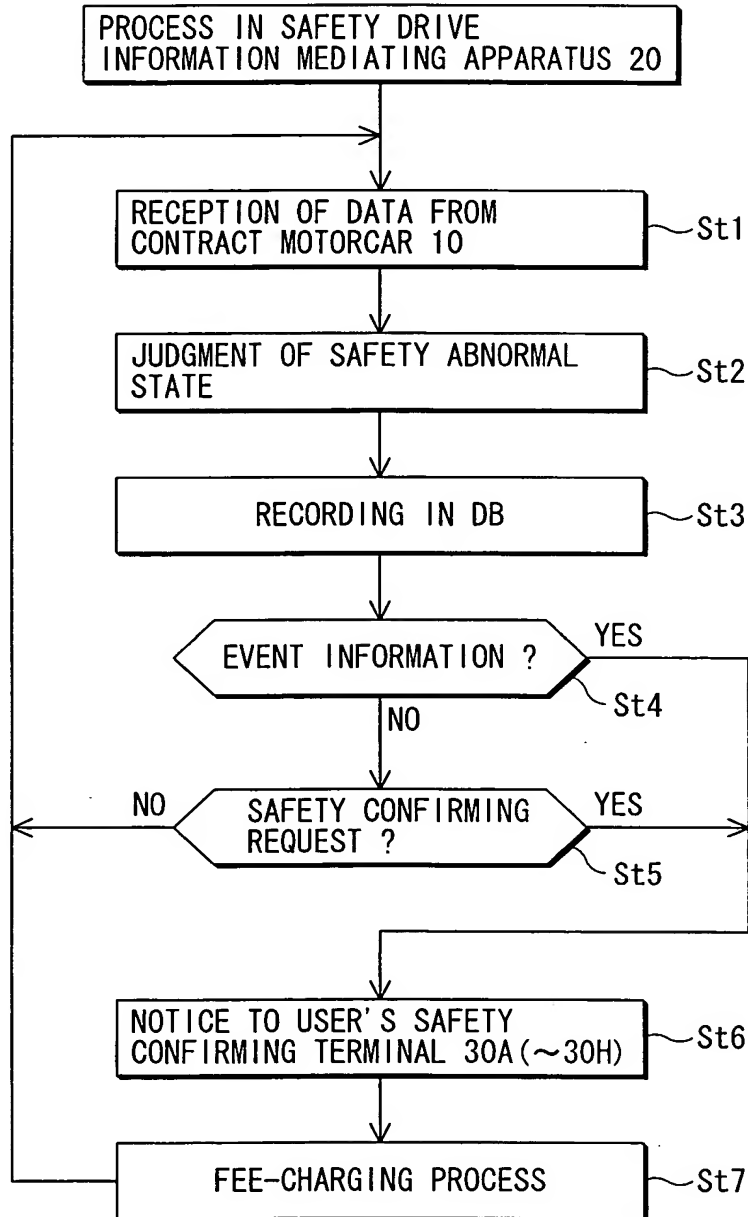 PROCESS IN SAFETY DRIVE
INFORMATION MEDIATING APPARATUS 20
RECEPTION OF DATA FROM
CONTRACT MOTORCAR 10
St1
JUDGMENT OF SAFETY ABNORMAL
STATE
St2
RECORDING IN DB
St3
EVENT INFORMATION ?
YES
St4
NO
NO
SAFETY CONFIRMING
REQUEST ?
YES
St5
NOTICE TO USER'S SAFETY
CONFIRMING TERMINAL 30A(~30H)
St6
FEE-CHARGING PROCESS
St7